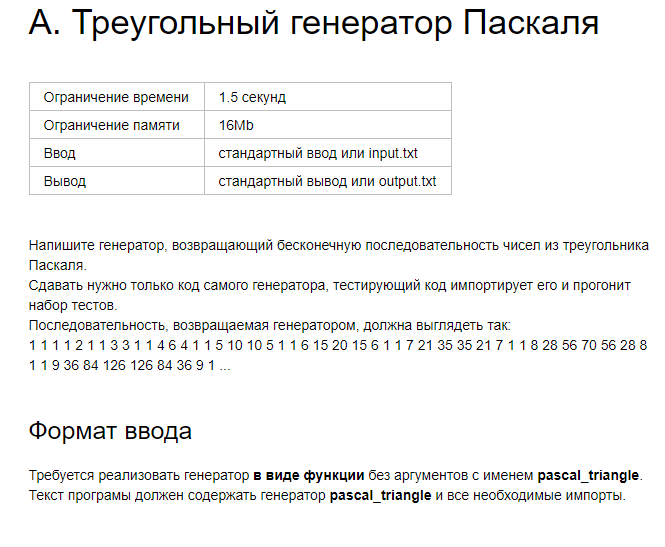 А. Треугольный генератор Паскаля
Ограничение времени 1.5 секунд
Ограничение памяти 16Mb
Ввод стандартный ввод или input.txt
Вывод стандартный вывод или output.txt
Напишите генератор, возвращающий бесконечную последовательность чисел из треугольника
Паскаля.
Сдавать нужно только код самого генератора, тестирующий код импортирует его и прогонит
набор тестов.
Последовательность, возвращаемая генератором, должна выглядеть так:
1 1 1 1 2 1 1 3 3 1 1 4 6 4 1 1 5 10 10 5 1 1 6 15 20 15 6 1 1 7 21 35 35 21 7 1 1 8 28 56 70 56 28 8
1 1 9 36 84 126 126 84 36 9 1 ...
Формат ввода
Требуется реализовать генератор в виде функции без аргументов с именем pascal_triangle.
Текст програмы должен содержать генератор pascal_triangle и все необходимые импорты.